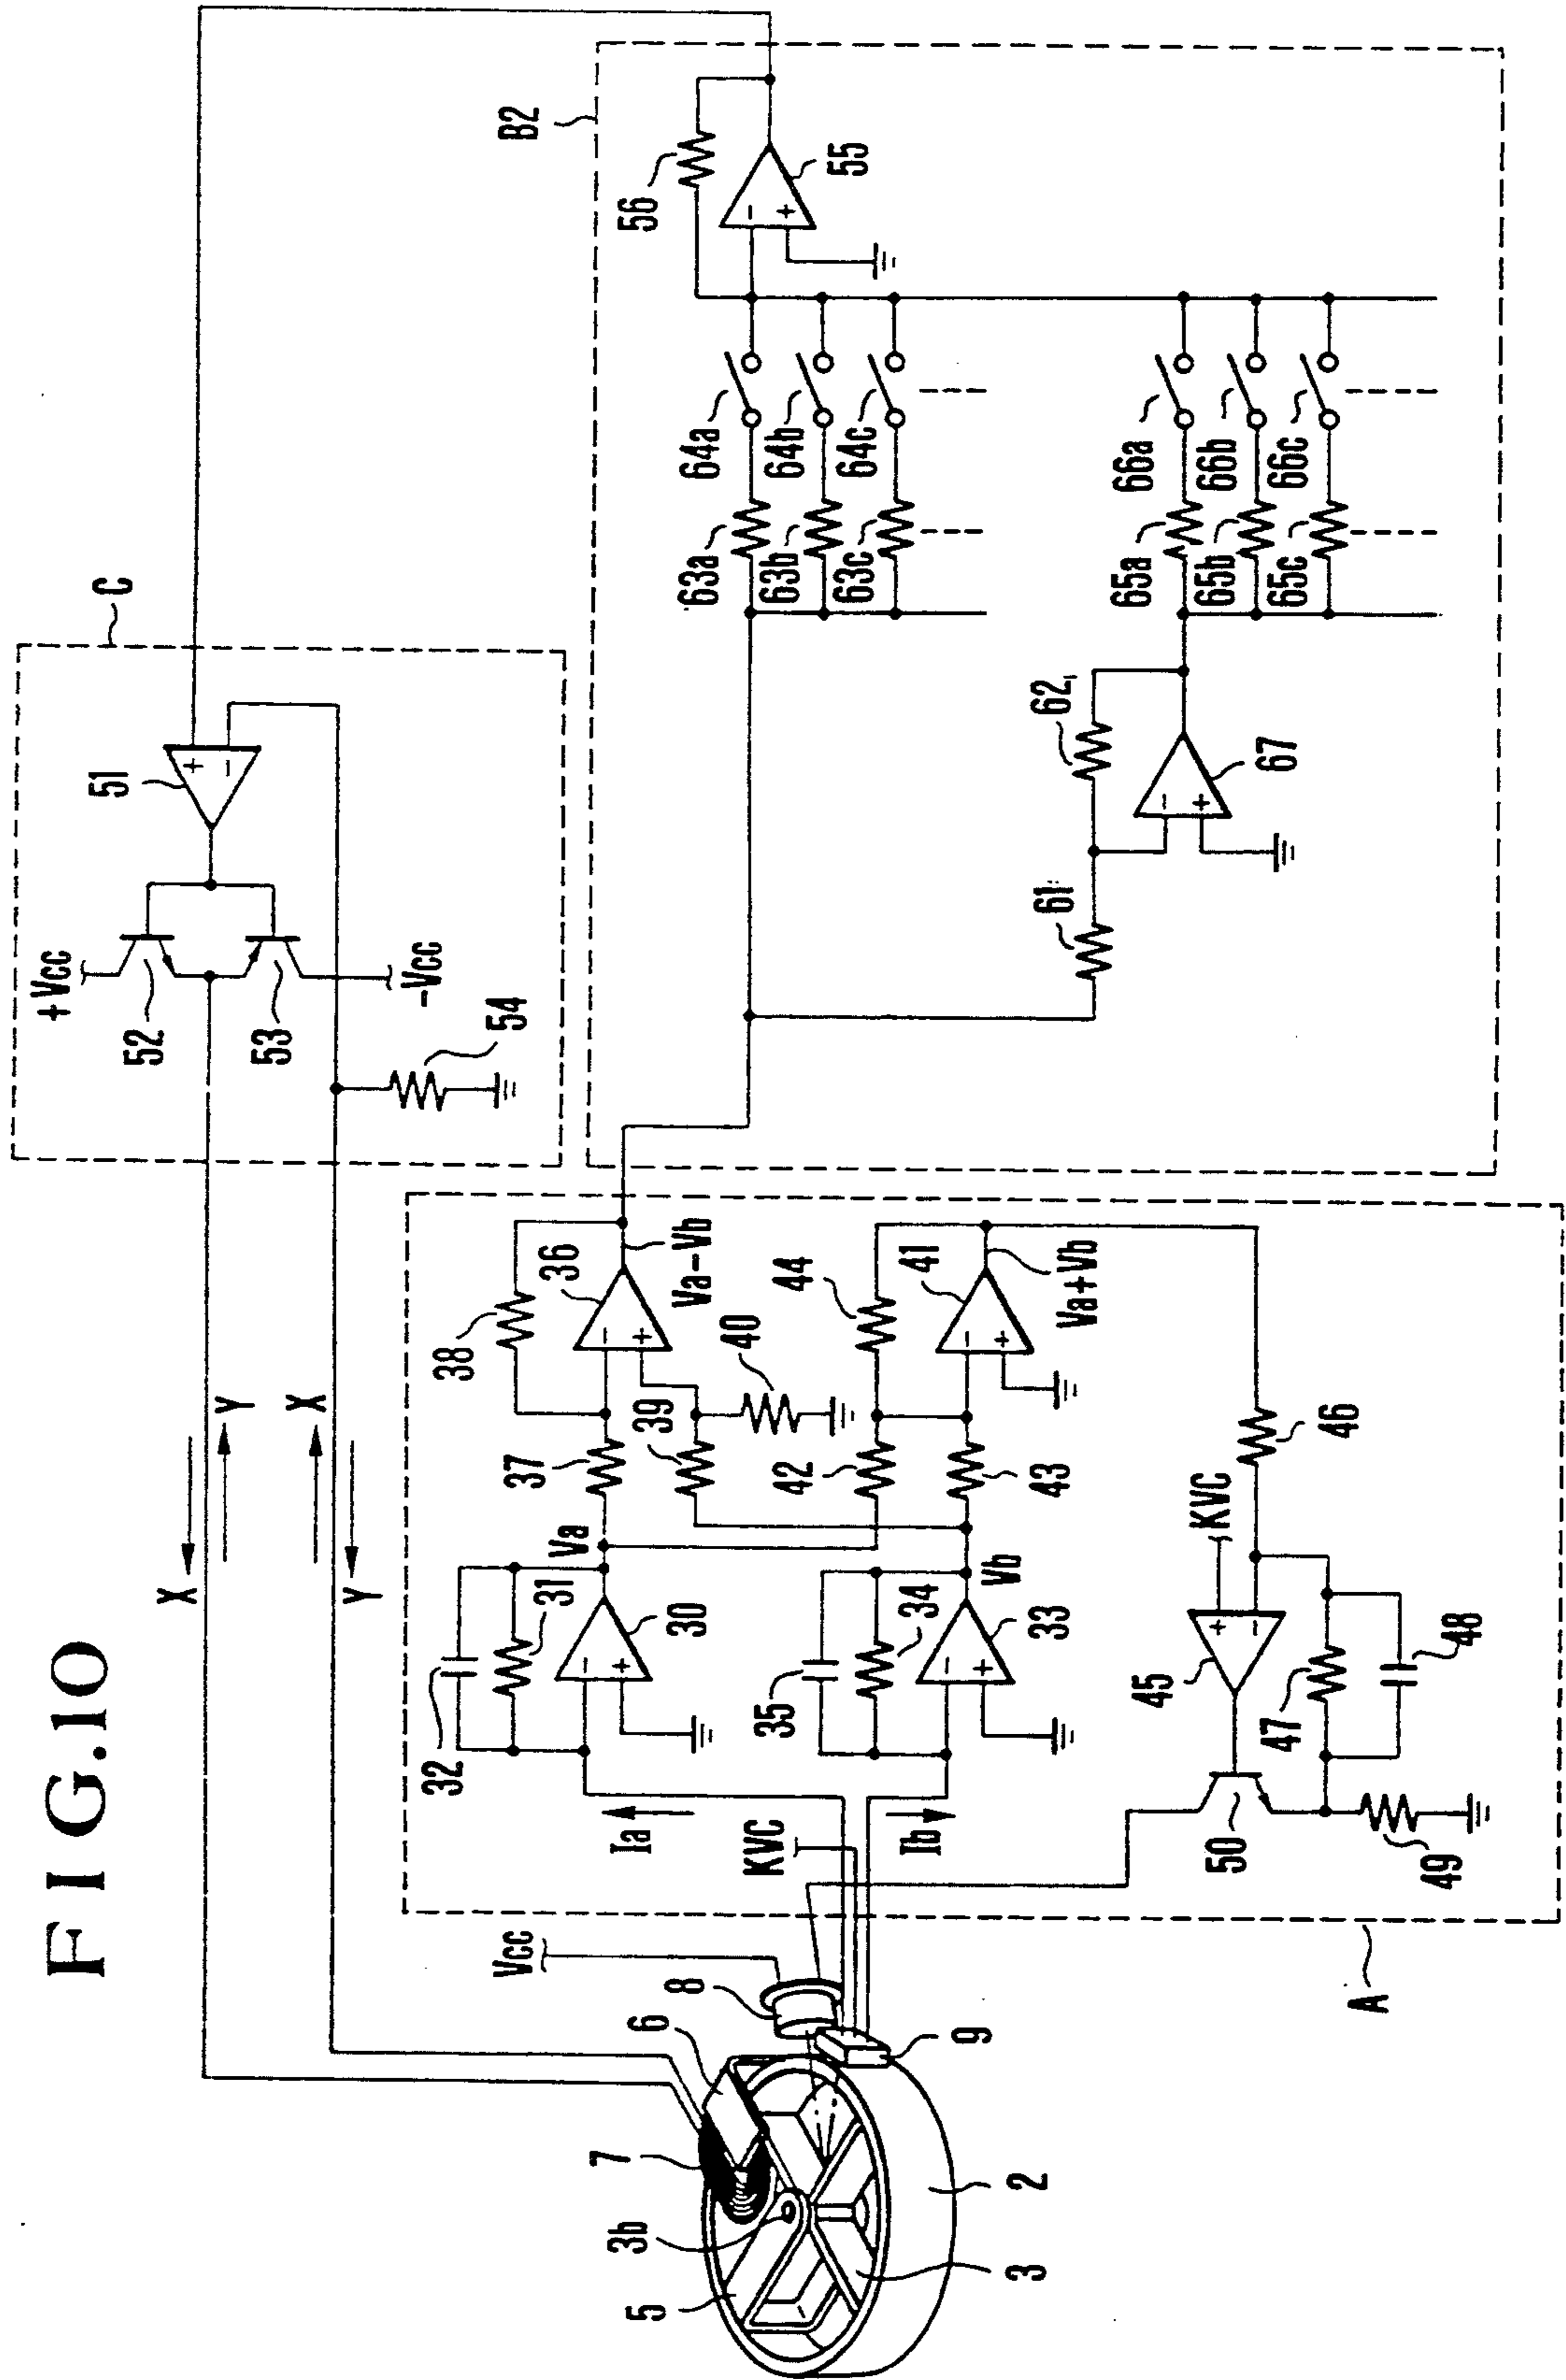 FIG.10
X
Y
X
Y
C
+Vcc
52
53
-Vcc
51
54
B2
56
55
64a
64b
64c
63a
63b
63c
66a
66b
66c
65a
65b
65c
62
61
67
A
Vcc
8
6
7
3b
5
3
2
9
KVC
Ia
Ib
32
31
30
Va
35
34
33
Vb
37
38
39
40
36
Va-Vb
42
43
44
41
Va+Vb
45
KVC
46
47
48
50
49